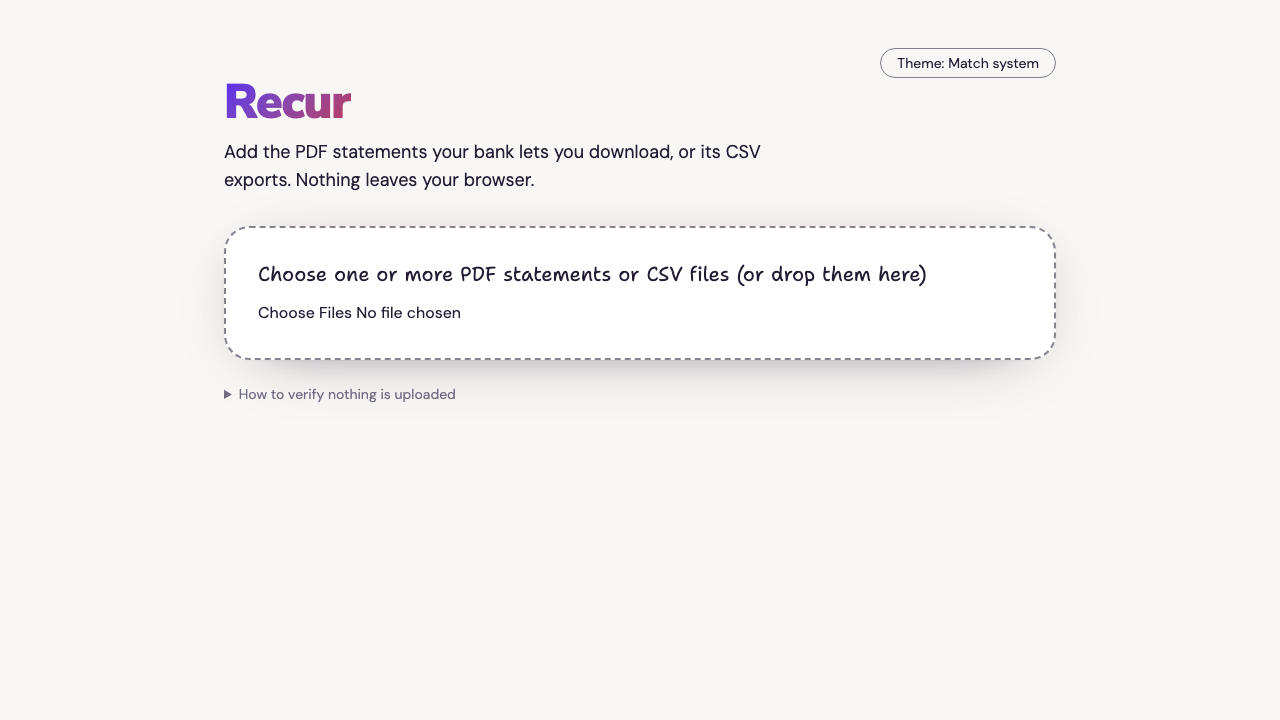 Theme: Match system
Recur
Add the PDF statements your bank lets you download, or its CSV
exports. Nothing leaves your browser.
Choose one or more PDF statements or CSV files (or drop them here)
Choose Files No file chosen
How to verify nothing is uploaded